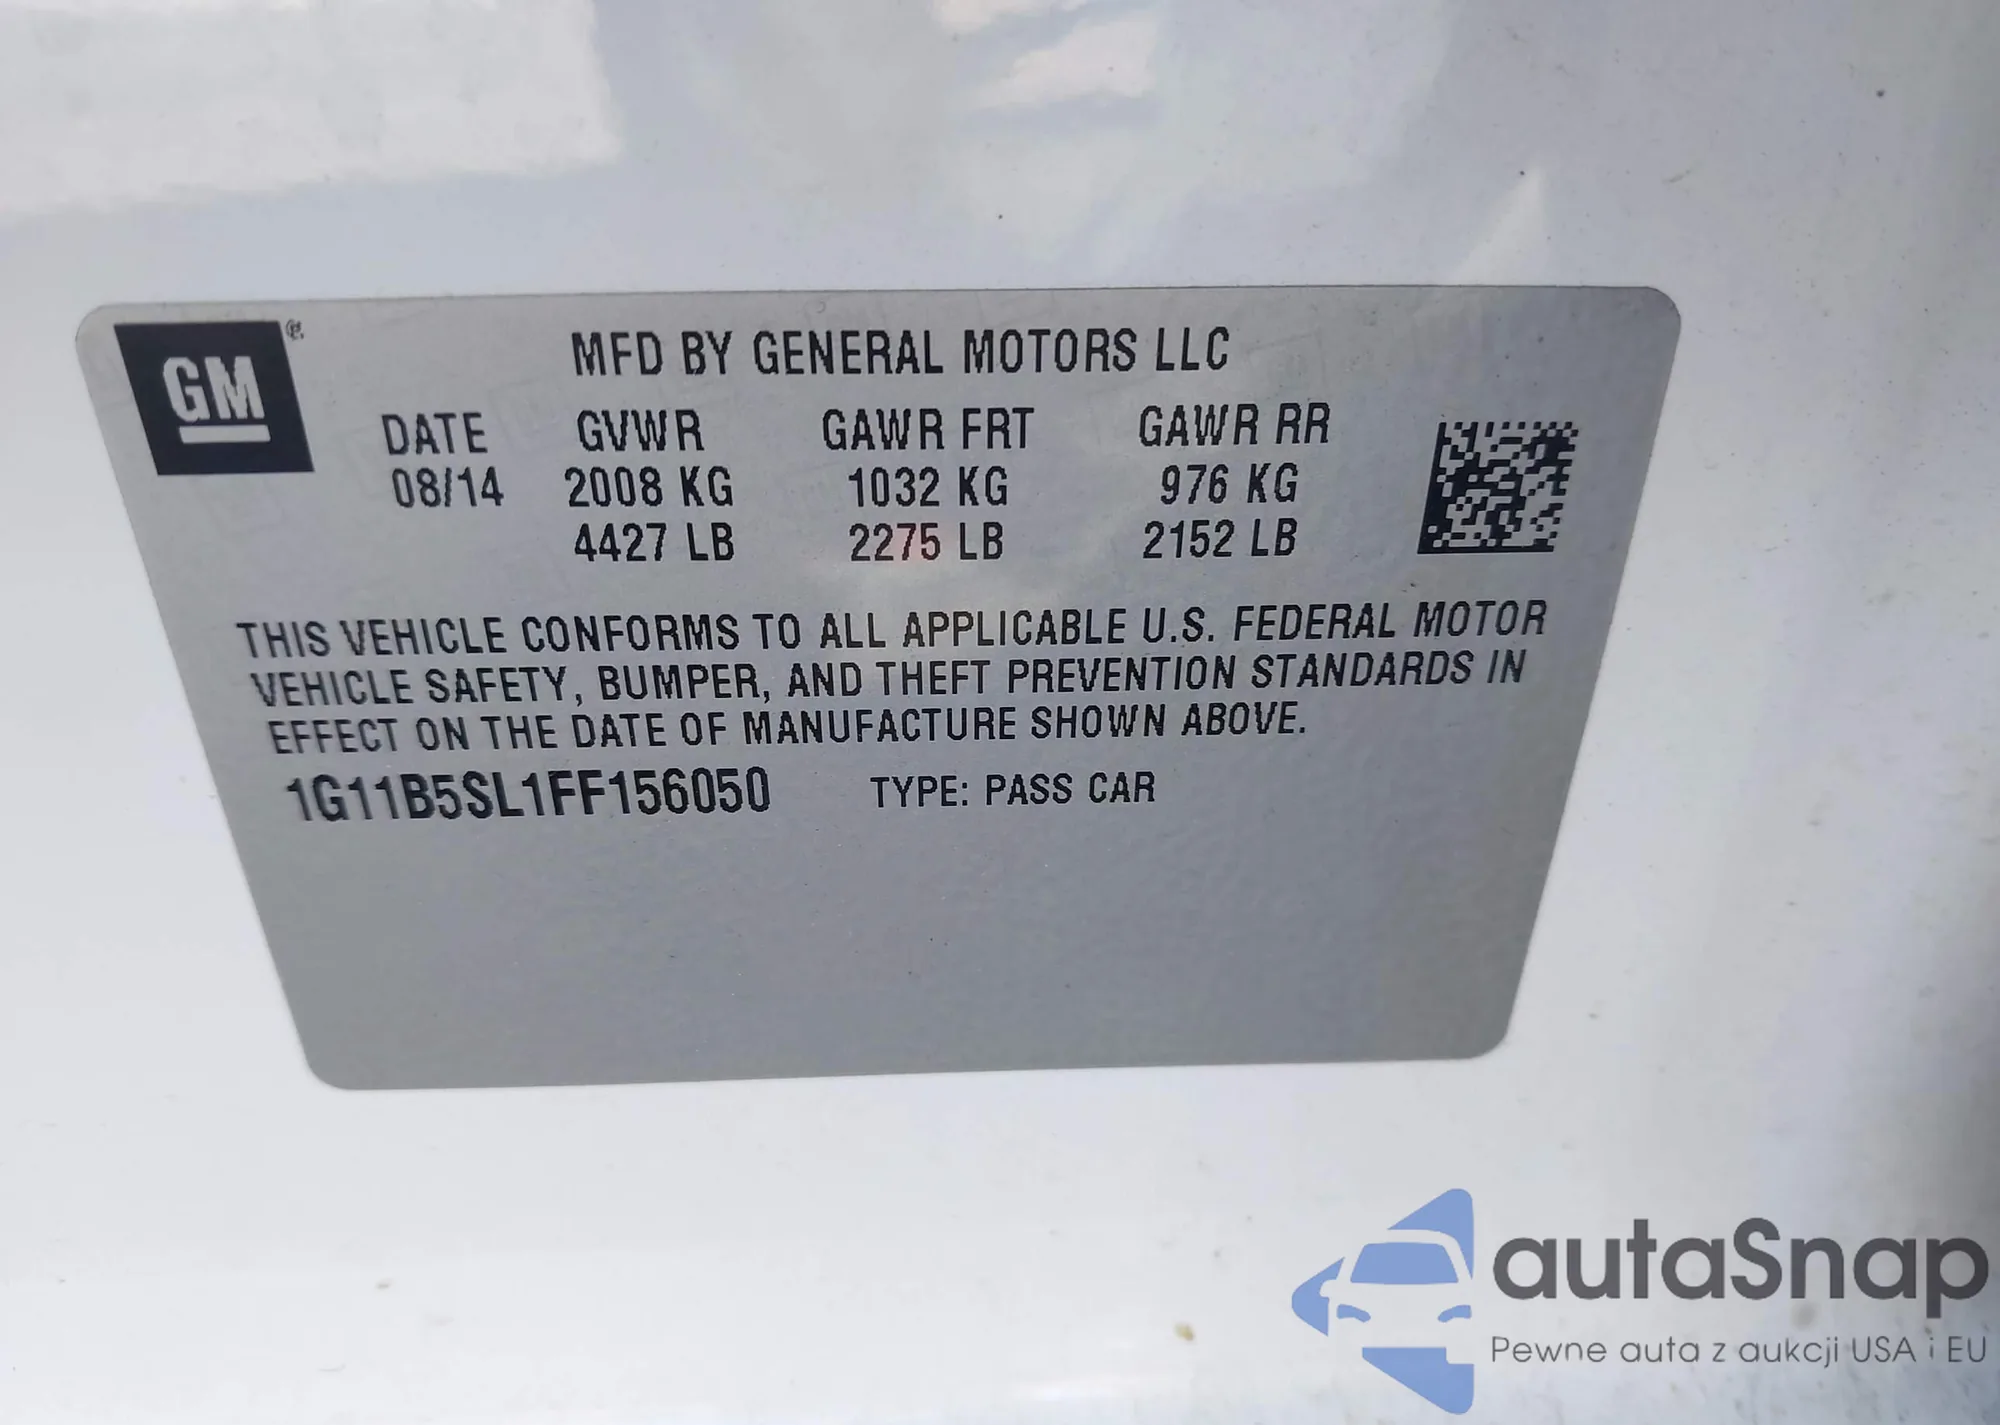 GM ®
MFD BY GENERAL MOTORS LLC
DATE GVWR GAWR FRT GAWR RR
08/14 2008 KG 1032 KG 976 KG
4427 LB 2275 LB 2152 LB
THIS VEHICLE CONFORMS TO ALL APPLICABLE U.S. FEDERAL MOTOR
VEHICLE SAFETY, BUMPER, AND THEFT PREVENTION STANDARDS IN
EFFECT ON THE DATE OF MANUFACTURE SHOWN ABOVE.
1G11B5SL1FF156050 TYPE: PASS CAR
autaSnap
Pewne auta z aukcji USA i EU